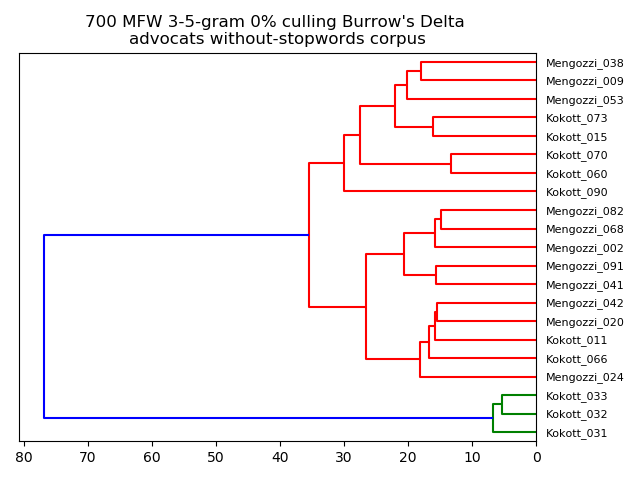 700 MFW 3-5-gram 0% culling Burrow's Delta
advocats without-stopwords corpus
Mengozzi_038
Mengozzi_009
Mengozzi_053
Kokott_073
Kokott_015
Kokott_070
Kokott_060
Kokott_090
Mengozzi_082
Mengozzi_068
Mengozzi_002
Mengozzi_091
Mengozzi_041
Mengozzi_042
Mengozzi_020
Kokott_011
Kokott_066
Mengozzi_024
Kokott_033
Kokott_032
Kokott_031
80 70 60 50 40 30 20 10 0